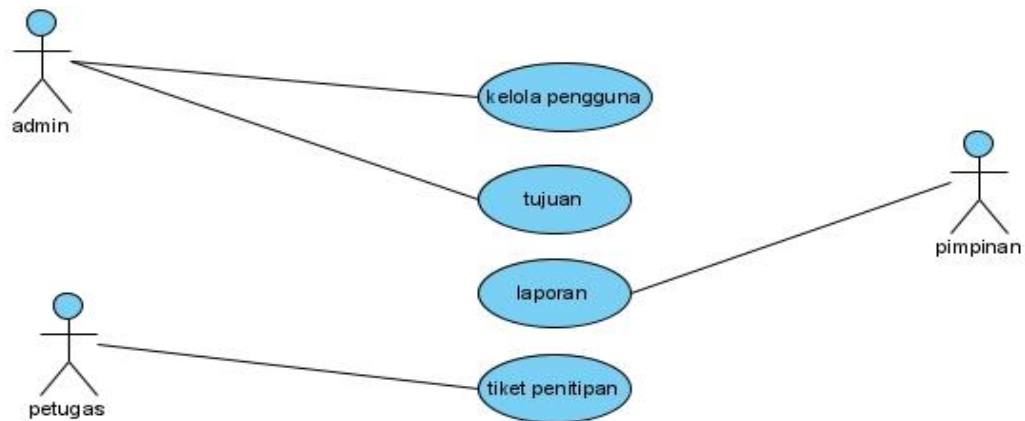 admin
kelola pengguna
tujuan
pimpinan
laporan
petugas
tiket penitipan